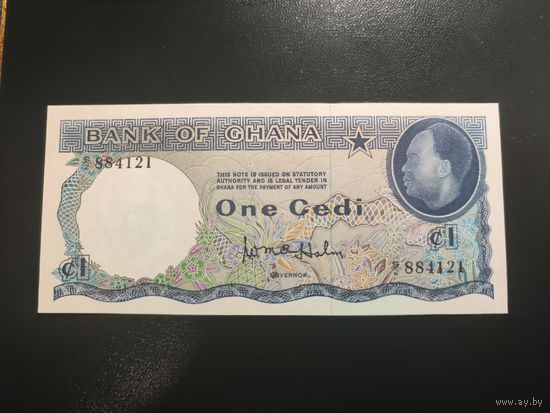 BANK OF GHANA
884121
THIS NOTE IS ISSUED ON STATUTORY
AUTHORITY AND IS LEGAL TENDER IN
GHANA FOR THE PAYMENT OF ANY AMOUNT
One Cedi
₵1
GOVERNOR
₵1
884121
www.ay.by